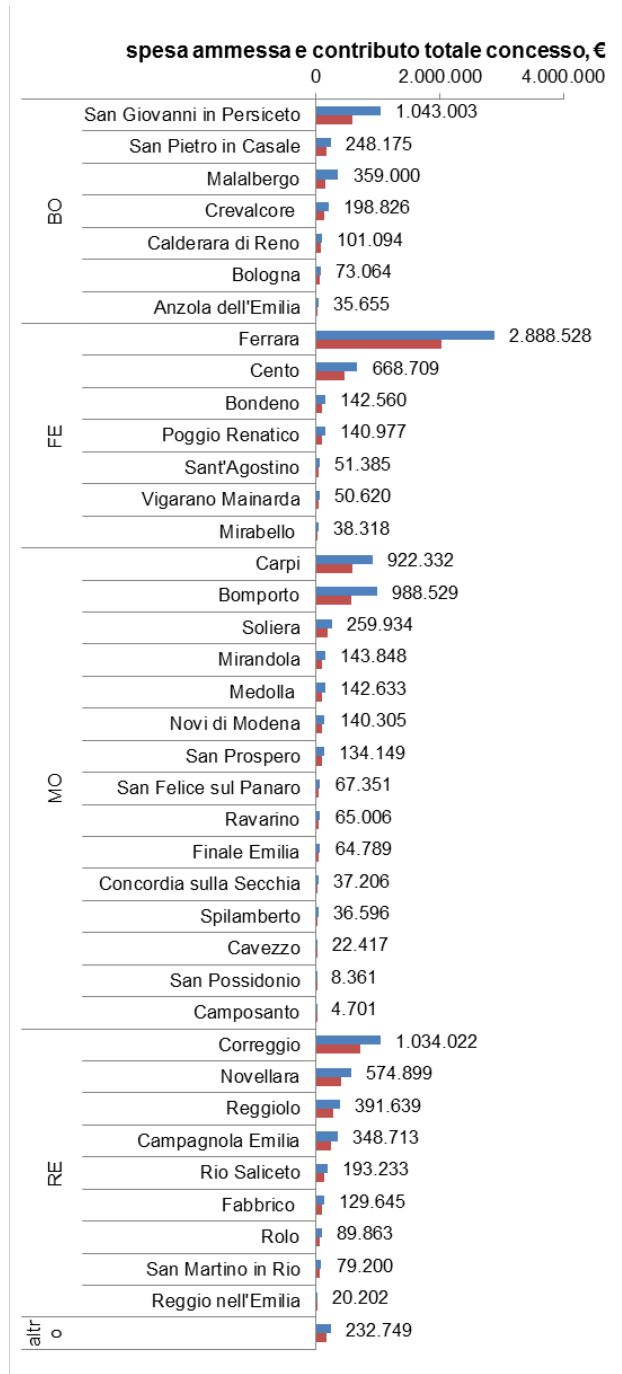 spesa ammessa e contributo totale concesso, €
0 2.000.000 4.000.000
BO
San Giovanni in Persiceto 1.043.003
San Pietro in Casale 248.175
Malalbergo 359.000
Crevalcore 198.826
Calderara di Reno 101.094
Bologna 73.064
Anzola dell'Emilia 35.655
FE
Ferrara 2.888.528
Cento 668.709
Bondeno 142.560
Poggio Renatico 140.977
Sant'Agostino 51.385
Vigarano Mainarda 50.620
Mirabello 38.318
MO
Carpi 922.332
Bomporto 988.529
Soliera 259.934
Mirandola 143.848
Medolla 142.633
Novi di Modena 140.305
San Prospero 134.149
San Felice sul Panaro 67.351
Ravarino 65.006
Finale Emilia 64.789
Concordia sulla Secchia 37.206
Spilamberto 36.596
Cavezzo 22.417
San Possidonio 8.361
Camposanto 4.701
RE
Correggio 1.034.022
Novellara 574.899
Reggiolo 391.639
Campagnola Emilia 348.713
Rio Saliceto 193.233
Fabbrico 129.645
Rolo 89.863
San Martino in Rio 79.200
Reggio nell'Emilia 20.202
altr
o
232.749